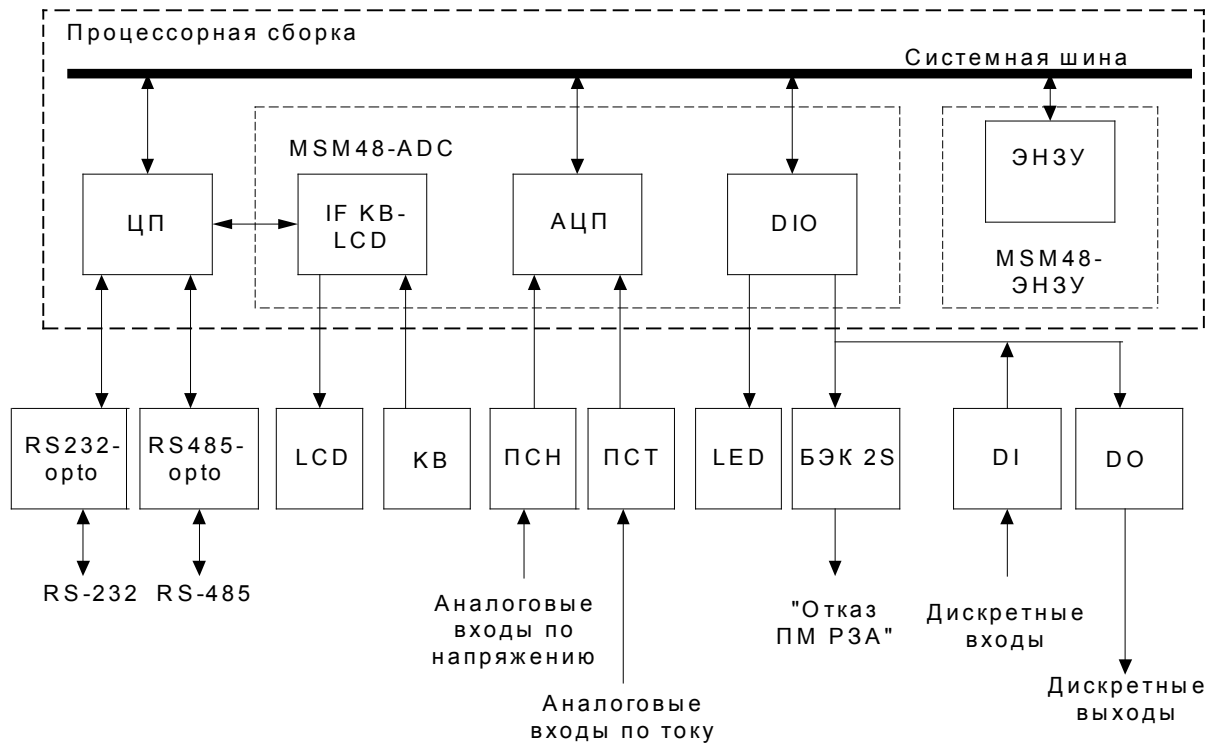 Процессорная сборка
Системная шина
MSM48-ADC
ЦП
IF KB-
LCD
АЦП
DIO
ЭНЗУ
MSM48-
ЭНЗУ
RS232-
opto
RS485-
opto
LCD
KB
ПСН
ПСТ
LED
БЭК 2S
DI
DO
RS-232
RS-485
Аналоговые
входы по
напряжению
"Отказ
ПМ РЗА"
Дискретные
входы
Дискретные
выходы
Аналоговые
входы по току